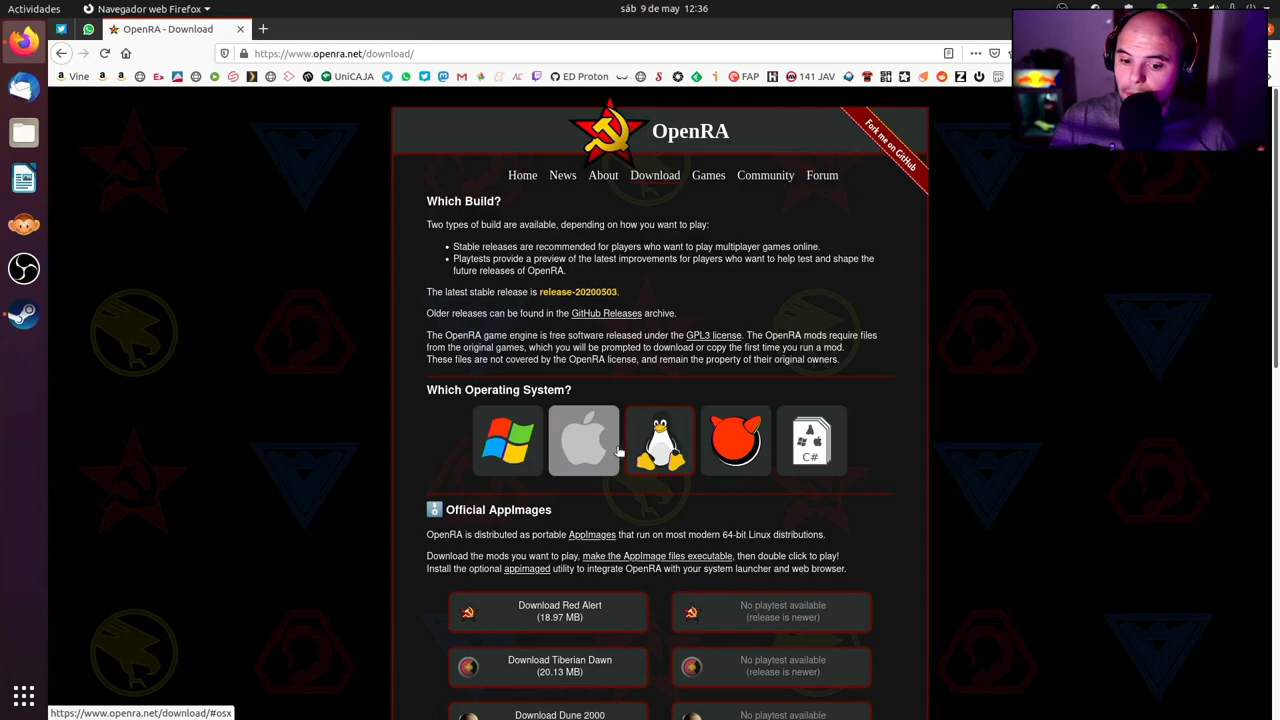 Actividades
Navegador web Firefox
sáb 9 de may 12:36
OpenRA - Download
https://www.openra.net/download/
Vine
UniCAJA
ED Proton
FAP
141 JAV
OpenRA
Fork me on GitHub
Home News About Download Games Community Forum
Which Build?
Two types of build are available, depending on how you want to play:
• Stable releases are recommended for players who want to play multiplayer games online.
• Playtests provide a preview of the latest improvements for players who want to help test and shape the
future releases of OpenRA.
The latest stable release is release-20200503.
Older releases can be found in the GitHub Releases archive.
The OpenRA game engine is free software released under the GPL3 license. The OpenRA mods require files
from the original games, which you will be prompted to download or copy the first time you run a mod.
These files are not covered by the OpenRA license, and remain the property of their original owners.
Which Operating System?
C#
Official AppImages
OpenRA is distributed as portable AppImages that run on most modern 64-bit Linux distributions.
Download the mods you want to play, make the AppImage files executable, then double click to play!
Install the optional appimaged utility to integrate OpenRA with your system launcher and web browser.
Download Red Alert
(18.97 MB)
No playtest available
(release is newer)
Download Tiberian Dawn
(20.13 MB)
No playtest available
(release is newer)
Download Dune 2000
No playtest available
https://www.openra.net/download/#osx